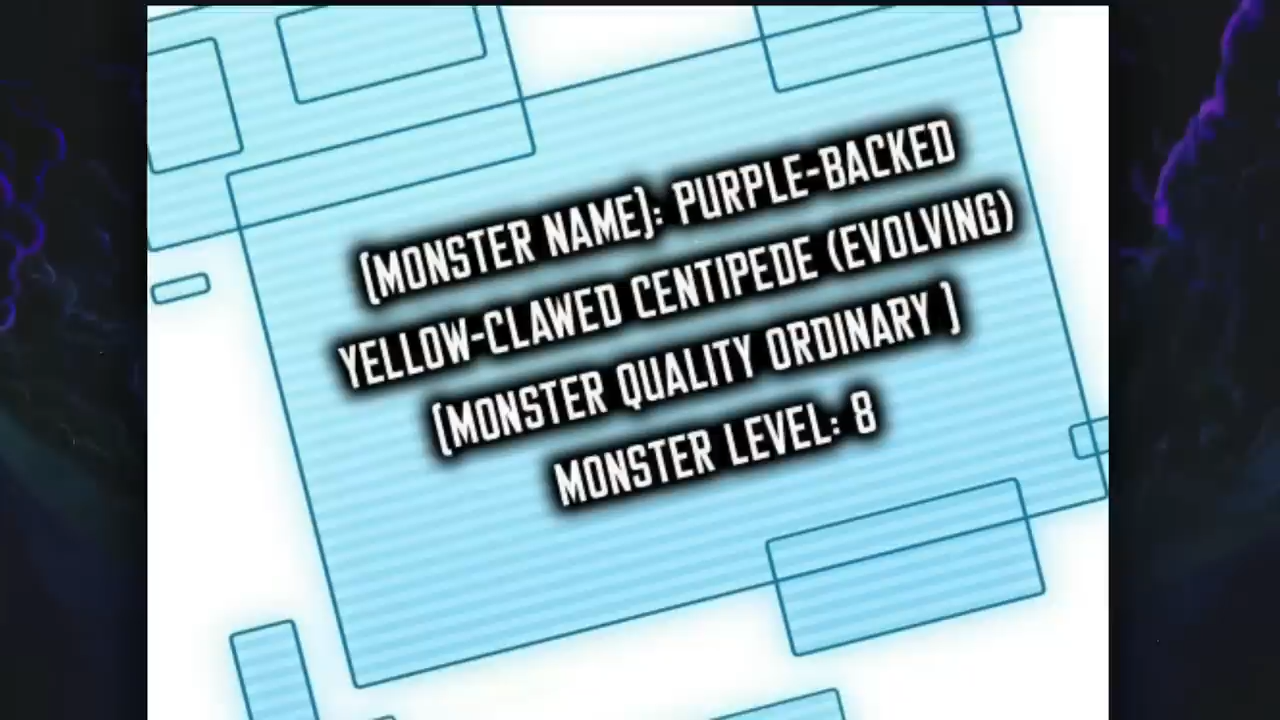 [MONSTER NAME]: PURPLE-BACKED
YELLOW-CLAWED CENTIPEDE (EVOLVING)
[MONSTER QUALITY ORDINARY ]
MONSTER LEVEL: 8